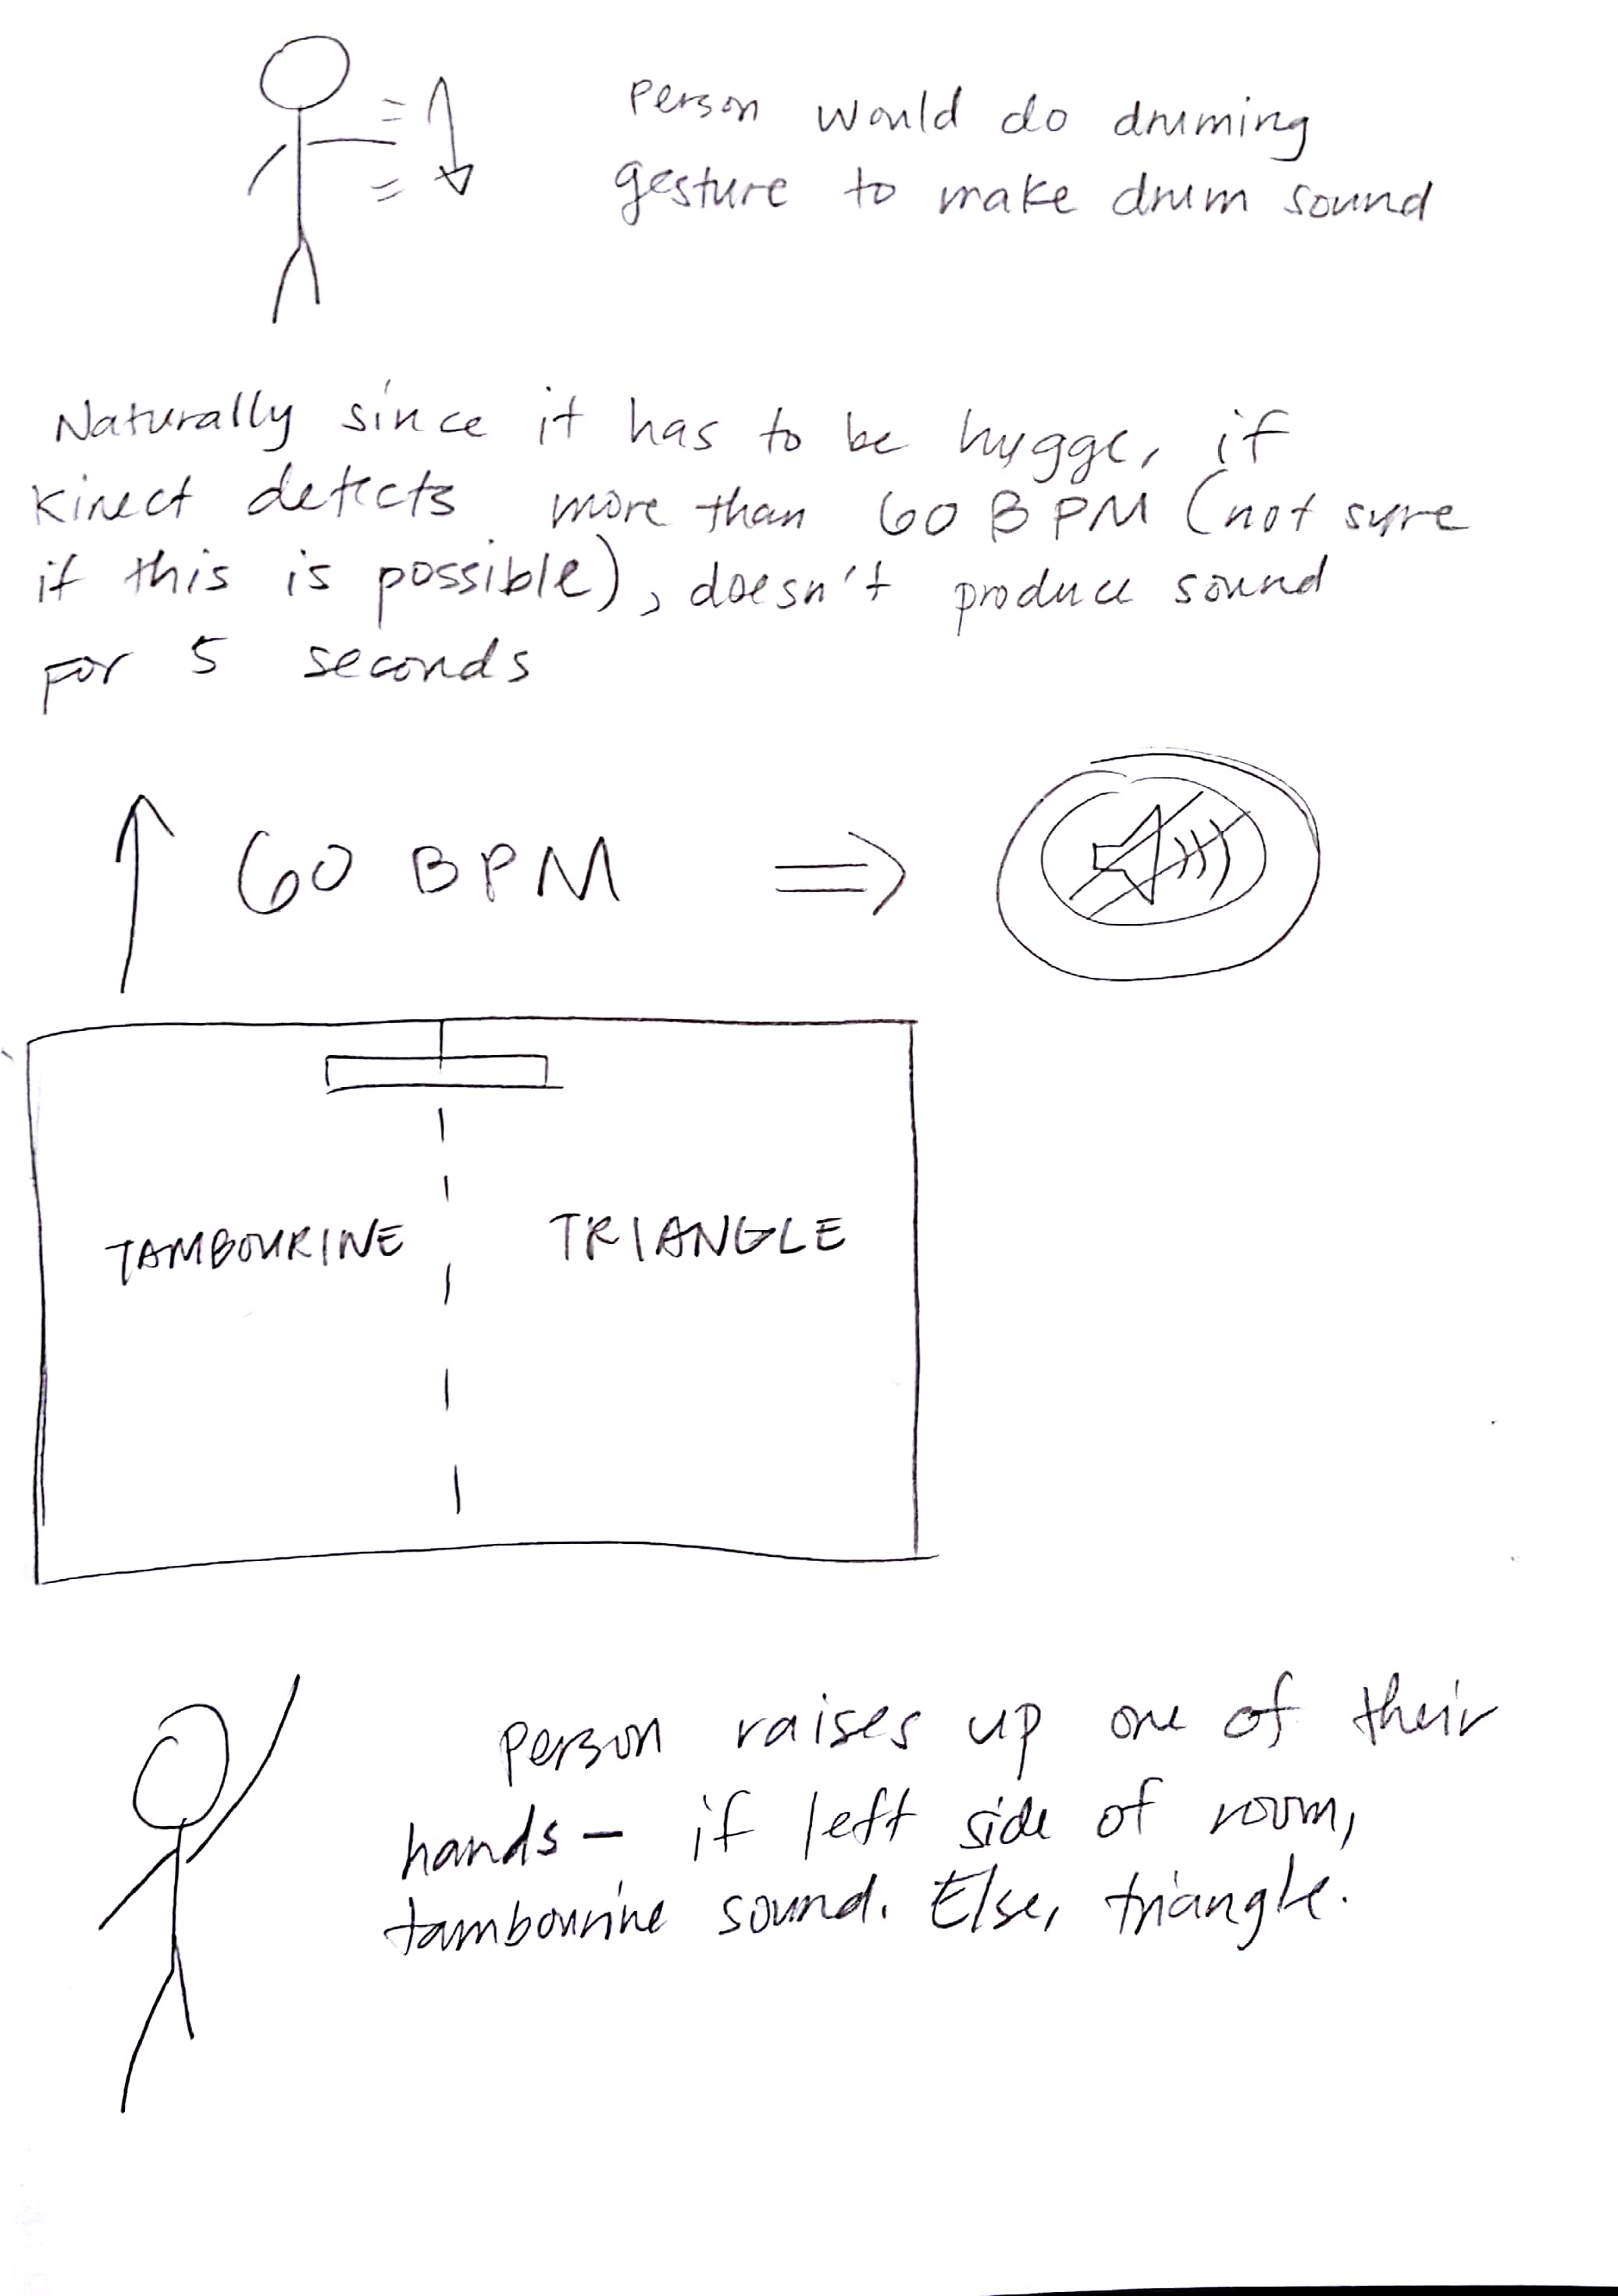 Person would do druming
gesture to make drum sound
Naturally since it has to be hygge, if
kinect detects more than 60 BPM (not sure
if this is possible), doesn't produce sound
for 5 seconds
60 BPM
TAMBOURINE
TRIANGLE
person raises up one of their
hands - if left side of room,
tambourine sound. Else, triangle.